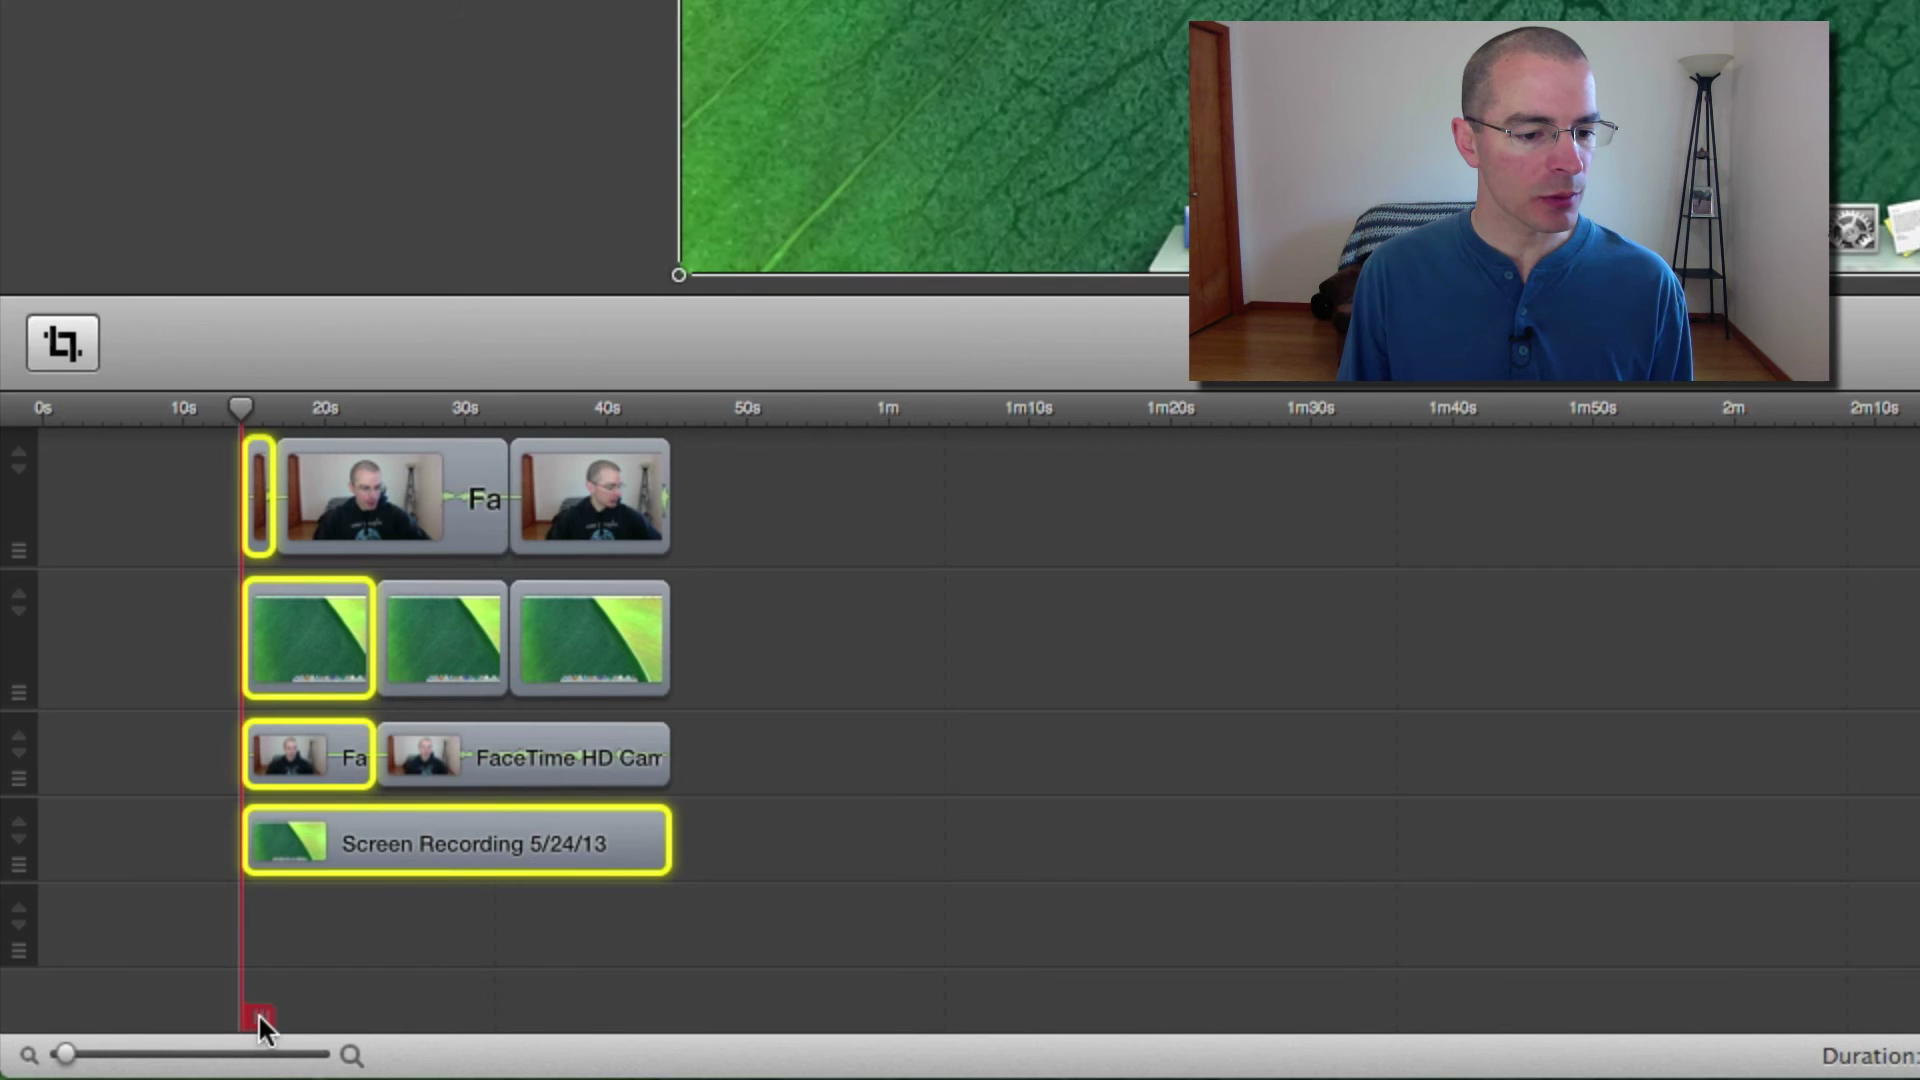 0s 10s 20s 30s 40s 50s 1m 1m10s 1m20s 1m30s 1m40s 1m50s 2m 2m10s
Fa
Fa FaceTime HD Cam
Screen Recording 5/24/13
Duration: